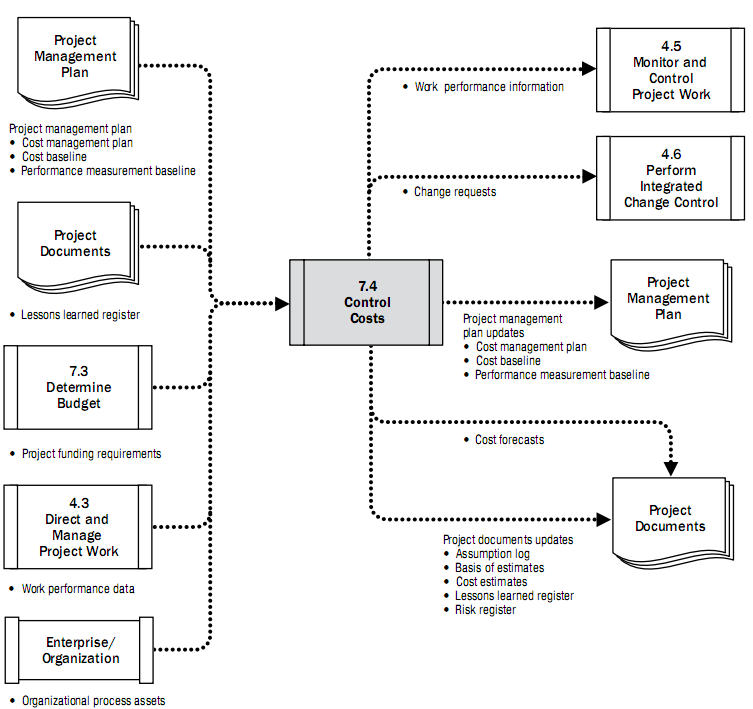 Project
Management
Plan
Project management plan
• Cost management plan
• Cost baseline
• Performance measurement baseline
Project
Documents
• Lessons learned register
7.3
Determine
Budget
• Project funding requirements
4.3
Direct and
Manage
Project Work
• Work performance data
Enterprise/
Organization
• Organizational process assets
7.4
Control
Costs
4.5
Monitor and
Control
Project Work
• Work performance information
4.6
Perform
Integrated
Change Control
• Change requests
Project
Management
Plan
Project management
plan updates
• Cost management plan
• Cost baseline
• Performance measurement baseline
• Cost forecasts
Project
Documents
Project documents updates
• Assumption log
• Basis of estimates
• Cost estimates
• Lessons learned register
• Risk register